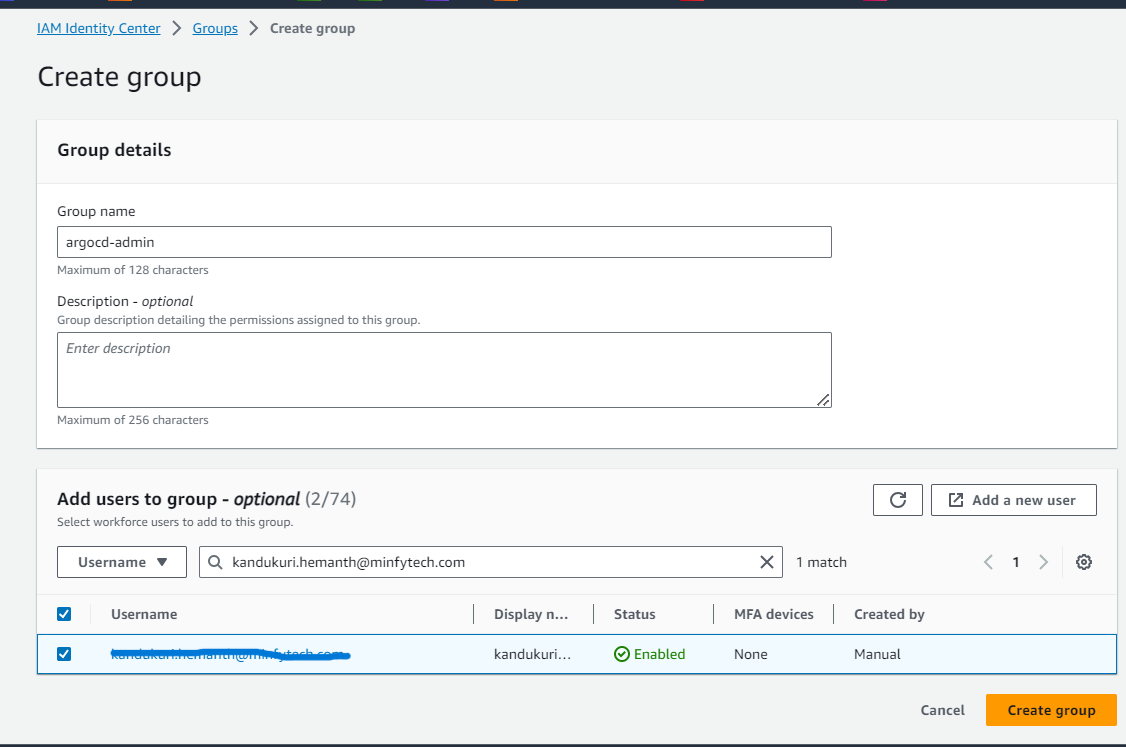 IAM Identity Center > Groups > Create group
Create group
Group details
Group name
argocd-admin
Maximum of 128 characters
Description - optional
Group description detailing the permissions assigned to this group.
Enter description
Maximum of 256 characters
Add users to group - optional (2/74)
Add a new user
Select workforce users to add to this group.
Username kandukuri.hemanth@minfytech.com 1 match 1
Username Display n... Status MFA devices Created by
kandukuri... Enabled None Manual
Cancel Create group